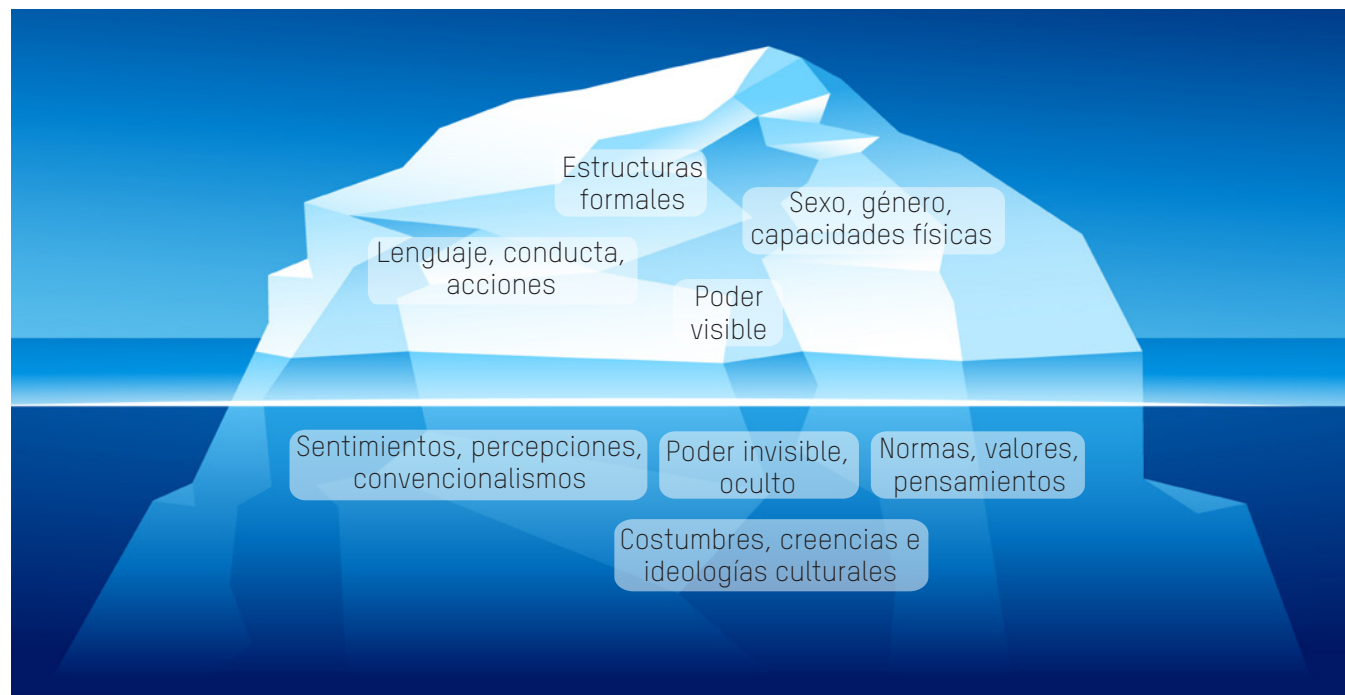 Estructuras
formales
Sexo, género,
capacidades físicas
Lenguaje, conducta,
acciones
Poder
visible
Sentimientos, percepciones,
convencionalismos
Poder invisible,
oculto
Normas, valores,
pensamientos
Costumbres, creencias e
ideologías culturales